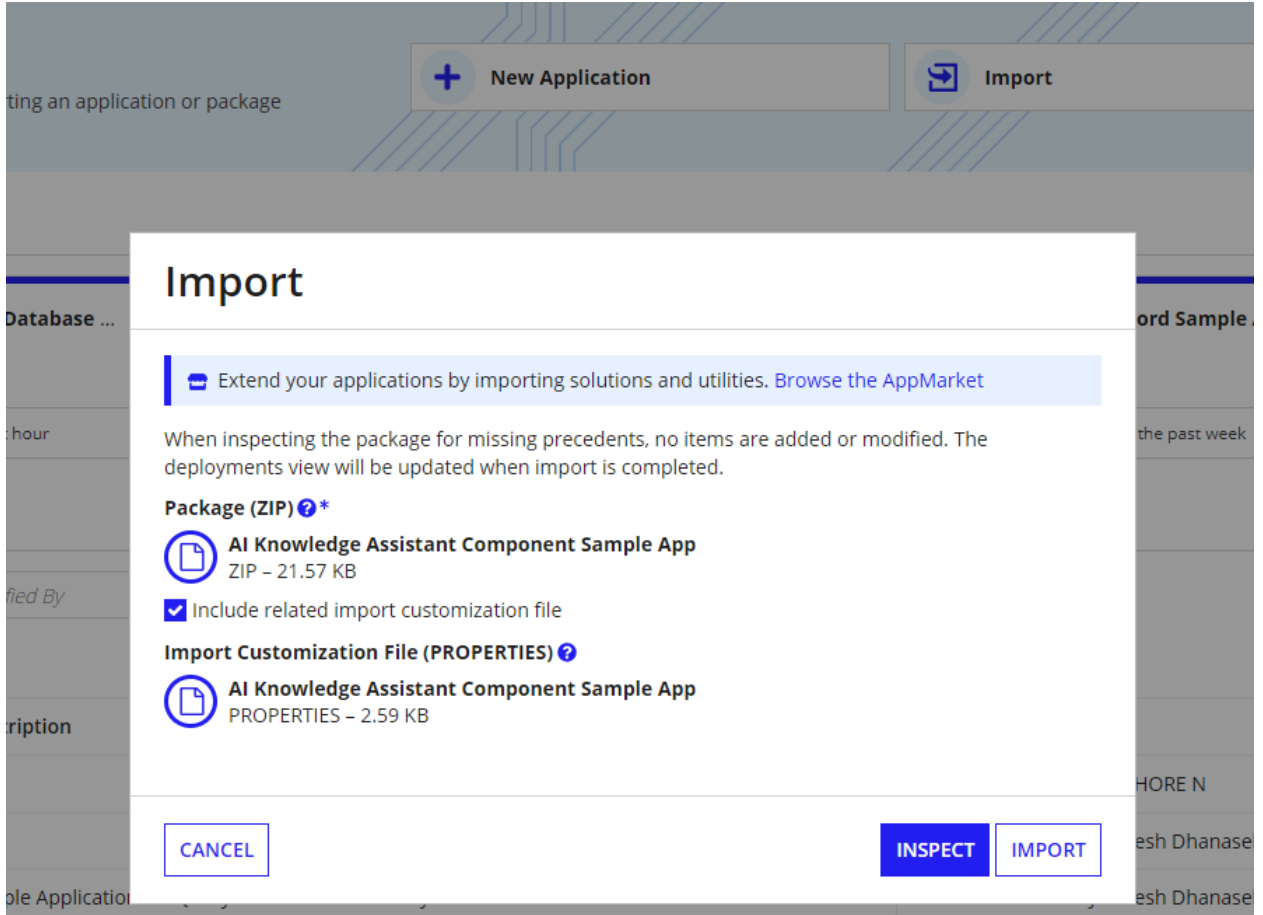 New Application
Import
ting an application or package
Import
Database ...
ord Sample
Extend your applications by importing solutions and utilities. Browse the AppMarket
hour
the past week
When inspecting the package for missing precedents, no items are added or modified. The
deployments view will be updated when import is completed.
Package (ZIP) ? *
AI Knowledge Assistant Component Sample App
ZIP – 21.57 KB
fied By
Include related import customization file
Import Customization File (PROPERTIES) ?
AI Knowledge Assistant Component Sample App
PROPERTIES – 2.59 KB
cription
HORE N
CANCEL
INSPECT
IMPORT
esh Dhanase
ple Applicatio
esh Dhanase